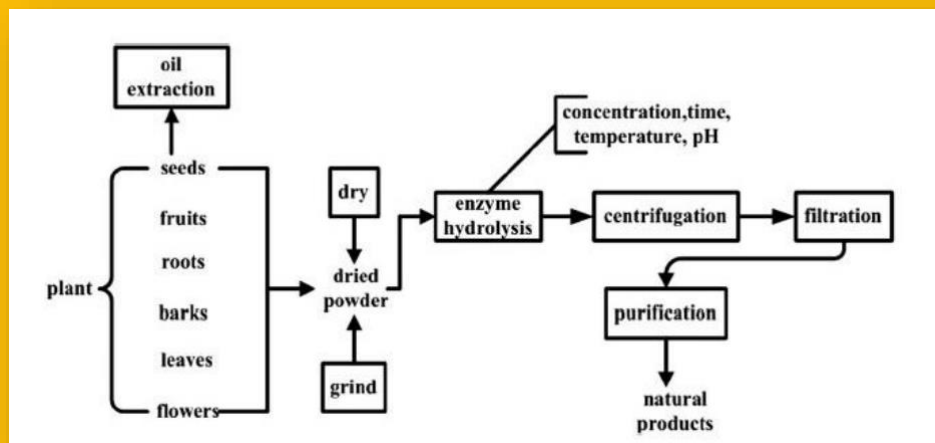 oil
extraction
plant
seeds
fruits
roots
barks
leaves
flowers
dry
dried
powder
grind
concentration,time,
temperature, pH
enzyme
hydrolysis
centrifugation
filtration
purification
natural
products